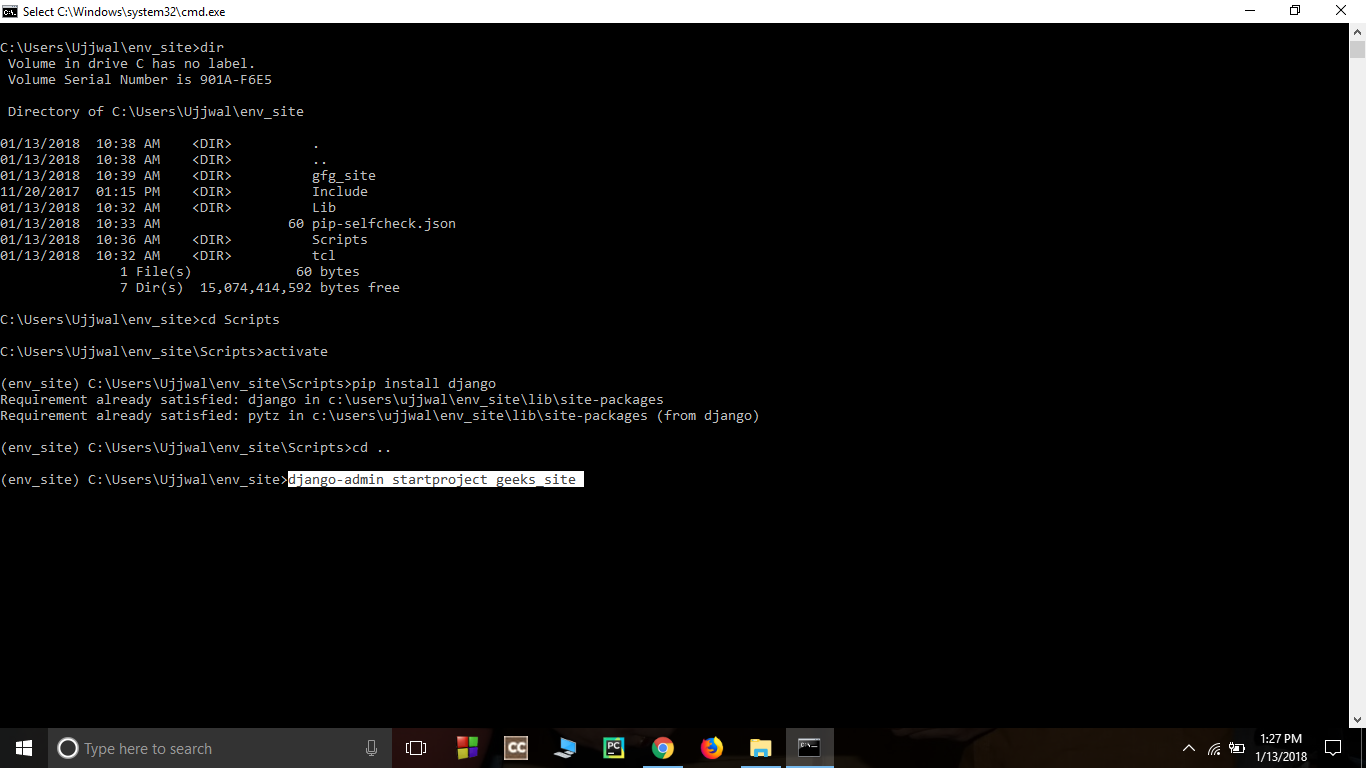 Select C:\Windows\system32\cmd.exe
C:\Users\Ujjwal\env_site>dir
 Volume in drive C has no label.
 Volume Serial Number is 901A-F6E5
 Directory of C:\Users\Ujjwal\env_site
01/13/2018  10:38 AM    <DIR>          .
01/13/2018  10:38 AM    <DIR>          ..
01/13/2018  10:39 AM    <DIR>          gfg_site
11/20/2017  01:15 PM    <DIR>          Include
01/13/2018  10:32 AM    <DIR>          Lib
01/13/2018  10:33 AM                60 pip-selfcheck.json
01/13/2018  10:36 AM    <DIR>          Scripts
01/13/2018  10:32 AM    <DIR>          tcl
               1 File(s)             60 bytes
               7 Dir(s)  15,074,414,592 bytes free
C:\Users\Ujjwal\env_site>cd Scripts
C:\Users\Ujjwal\env_site\Scripts>activate
(env_site) C:\Users\Ujjwal\env_site\Scripts>pip install django
Requirement already satisfied: django in c:\users\ujjwal\env_site\lib\site-packages
Requirement already satisfied: pytz in c:\users\ujjwal\env_site\lib\site-packages (from django)
(env_site) C:\Users\Ujjwal\env_site\Scripts>cd ..
(env_site) C:\Users\Ujjwal\env_site>django-admin startproject geeks_site
Type here to search
CC
PC
1:27 PM
1/13/2018